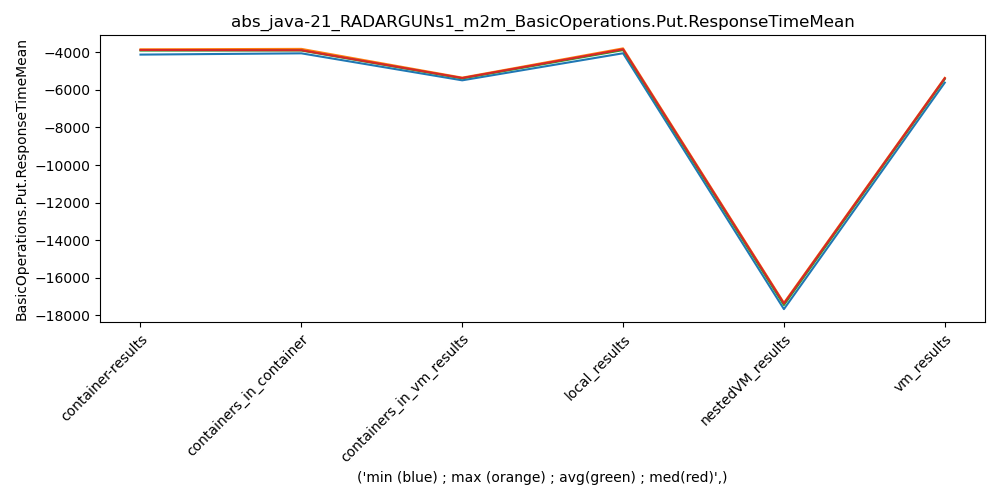 abs_java-21_RADARGUNs1_m2m_BasicOperations.Put.ResponseTimeMean
BasicOperations.Put.ResponseTimeMean
−4000
−6000
−8000
−10000
−12000
−14000
−16000
−18000
container-results
containers_in_container
containers_in_vm_results
local_results
nestedVM_results
vm_results
('min (blue) ; max (orange) ; avg(green) ; med(red)',)